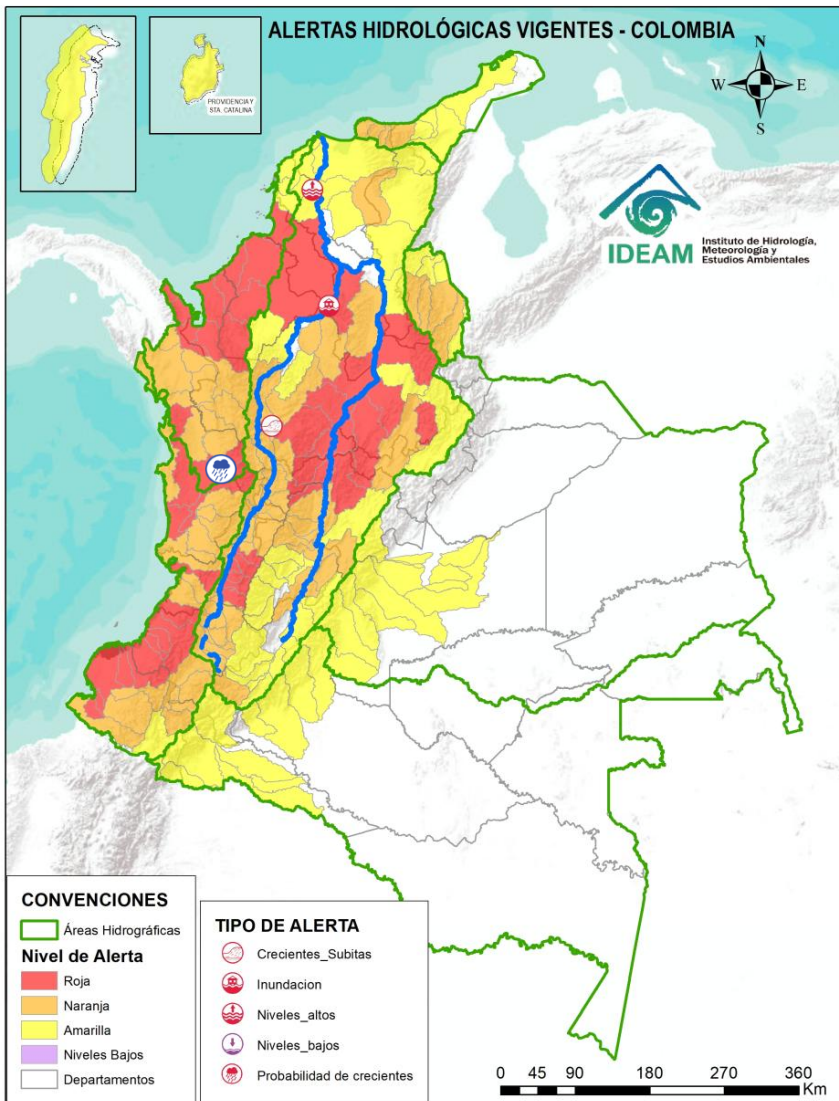 ALERTAS HIDROLÓGICAS VIGENTES - COLOMBIA
PROVIDENCIA Y
STA. CATALINA
N
W
E
S
IDEAM
Instituto de Hidrología,
Meteorología y
Estudios Ambientales
CONVENCIONES
Áreas Hidrográficas
Nivel de Alerta
Roja
Naranja
Amarilla
Niveles Bajos
Departamentos
TIPO DE ALERTA
Crecientes_Subitas
Inundacion
Niveles_altos
Niveles_bajos
Probabilidad de crecientes
0 45 90 180 270 360
Km